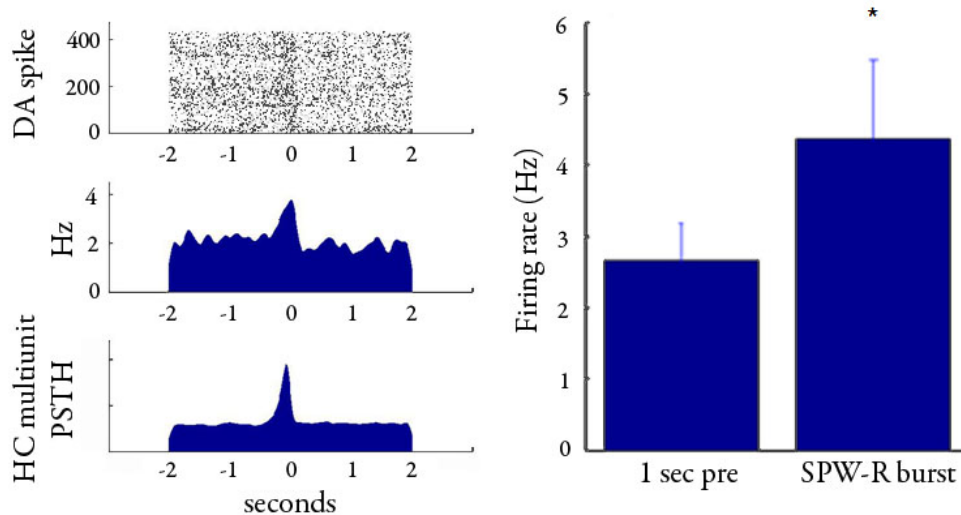 DA spike
400
200
0
-2 -1 0 1 2
Hz
4
2
0
-2 -1 0 1 2
HC multiunit
PSTH
-2 -1 0 1 2
seconds
*
Firing rate (Hz)
6
5
4
3
2
1
0
1 sec pre SPW-R burst